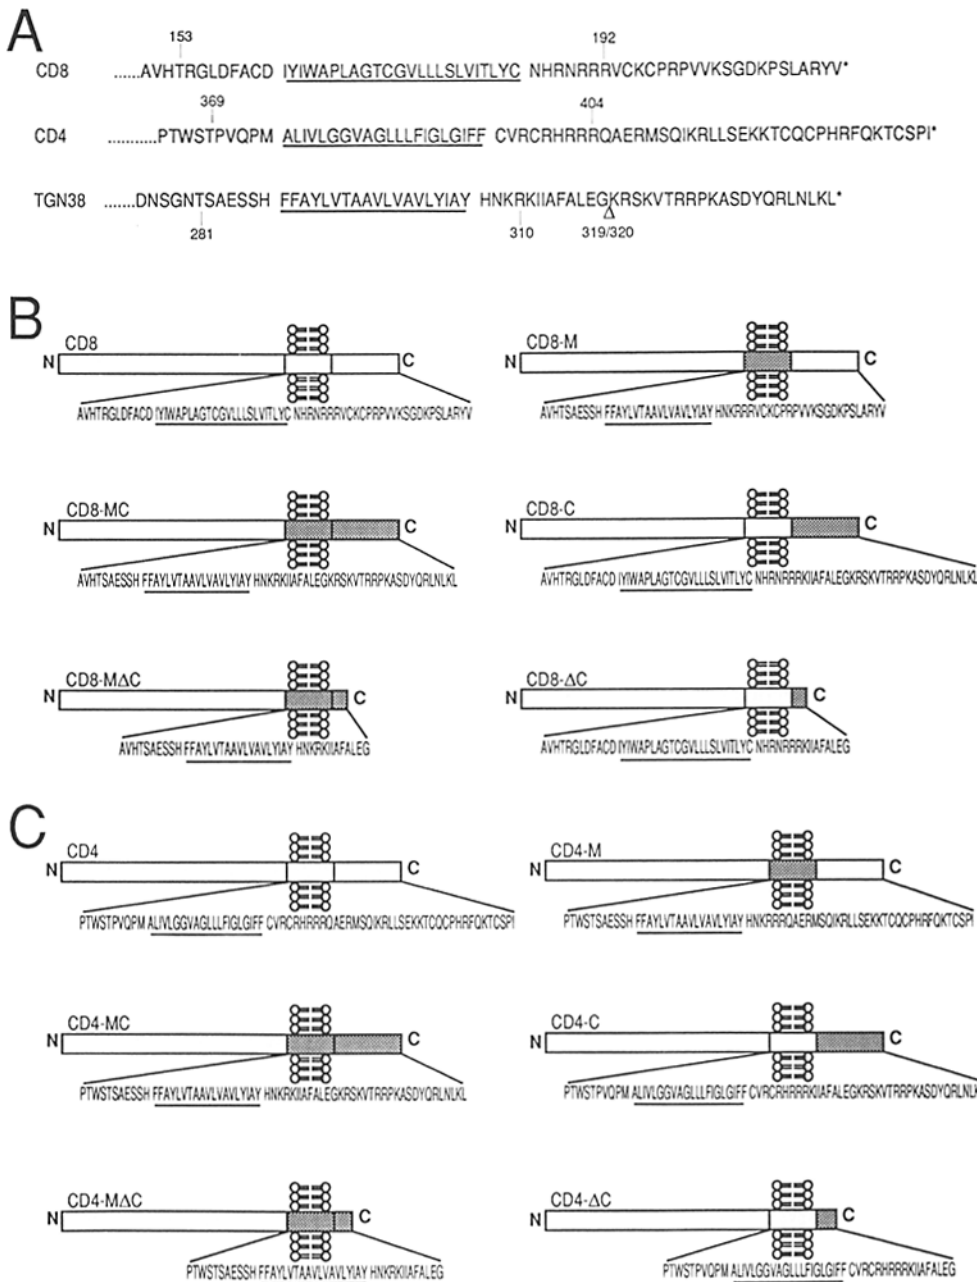 A
153
192
CD8 ......AVHTRGLDFACD IYIWAPLAGTCGVLLLSLVITLYC NHRNRRRVCKCPRPVVKSGDKPSLARYV*
369
404
CD4 ...........PTWSTPVQPM ALIVLGGVAGLLLFIGLGIFF CVRCRHRRRQAERMSQIKRLLSEKKTCQCPHRFQKTCSPI*
TGN38 .......DNSGNTSAESSH FFAYLVTAAVLVAVLYIAY HNKRKIIAFALEGKRSKVTRRPKASDYQRLNLKL*
281
310
Δ
319/320
B
CD8
N C
AVHTRGLDFACD IYIWAPLAGTCGVLLLSLVITLYC NHRNRRRVCKCPRPVVKSGDKPSLARYV
CD8-M
N C
AVHTSAESSH FFAYLVTAAVLVAVLYIAY HNKRRRVCKCPRPVVKSGDKPSLARYV
CD8-MC
N C
AVHTSAESSH FFAYLVTAAVLVAVLYIAY HNKRKIIAFALEGKRSKVTRRPKASDYQRLNLKL
CD8-C
N C
AVHTRGLDFACD IYIWAPLAGTCGVLLLSLVITLYC NHRNRRRKIIAFALEGKRSKVTRRPKASDYQRLNLKL
CD8-MΔC
N C
AVHTSAESSH FFAYLVTAAVLVAVLYIAY HNKRKIIAFALEG
CD8-ΔC
N C
AVHTRGLDFACD IYIWAPLAGTCGVLLLSLVITLYC NHRNRRRKIIAFALEG
C
CD4
N C
PTWSTPVQPM ALIVLGGVAGLLLFIGLGIFF CVRCRHRRRQAERMSQIKRLLSEKKTCQCPHRFQKTCSPI
CD4-M
N C
PTWSTSAESSH FFAYLVTAAVLVAVLYIAY HNKRRRQAERMSQIKRLLSEKKTCQCPHRFQKTCSPI
CD4-MC
N C
PTWSTSAESSH FFAYLVTAAVLVAVLYIAY HNKRKIIAFALEGKRSKVTRRPKASDYQRLNLKL
CD4-C
N C
PTWSTPVQPM ALIVLGGVAGLLLFIGLGIFF CVRCRHRRRKIIAFALEGKRSKVTRRPKASDYQRLNLK
CD4-MΔC
N C
PTWSTSAESSH FFAYLVTAAVLVAVLYIAY HNKRKIIAFALEG
CD4-ΔC
N C
PTWSTPVQPM ALIVLGGVAGLLLFIGLGIFF CVRCRHRRRKIIAFALEG